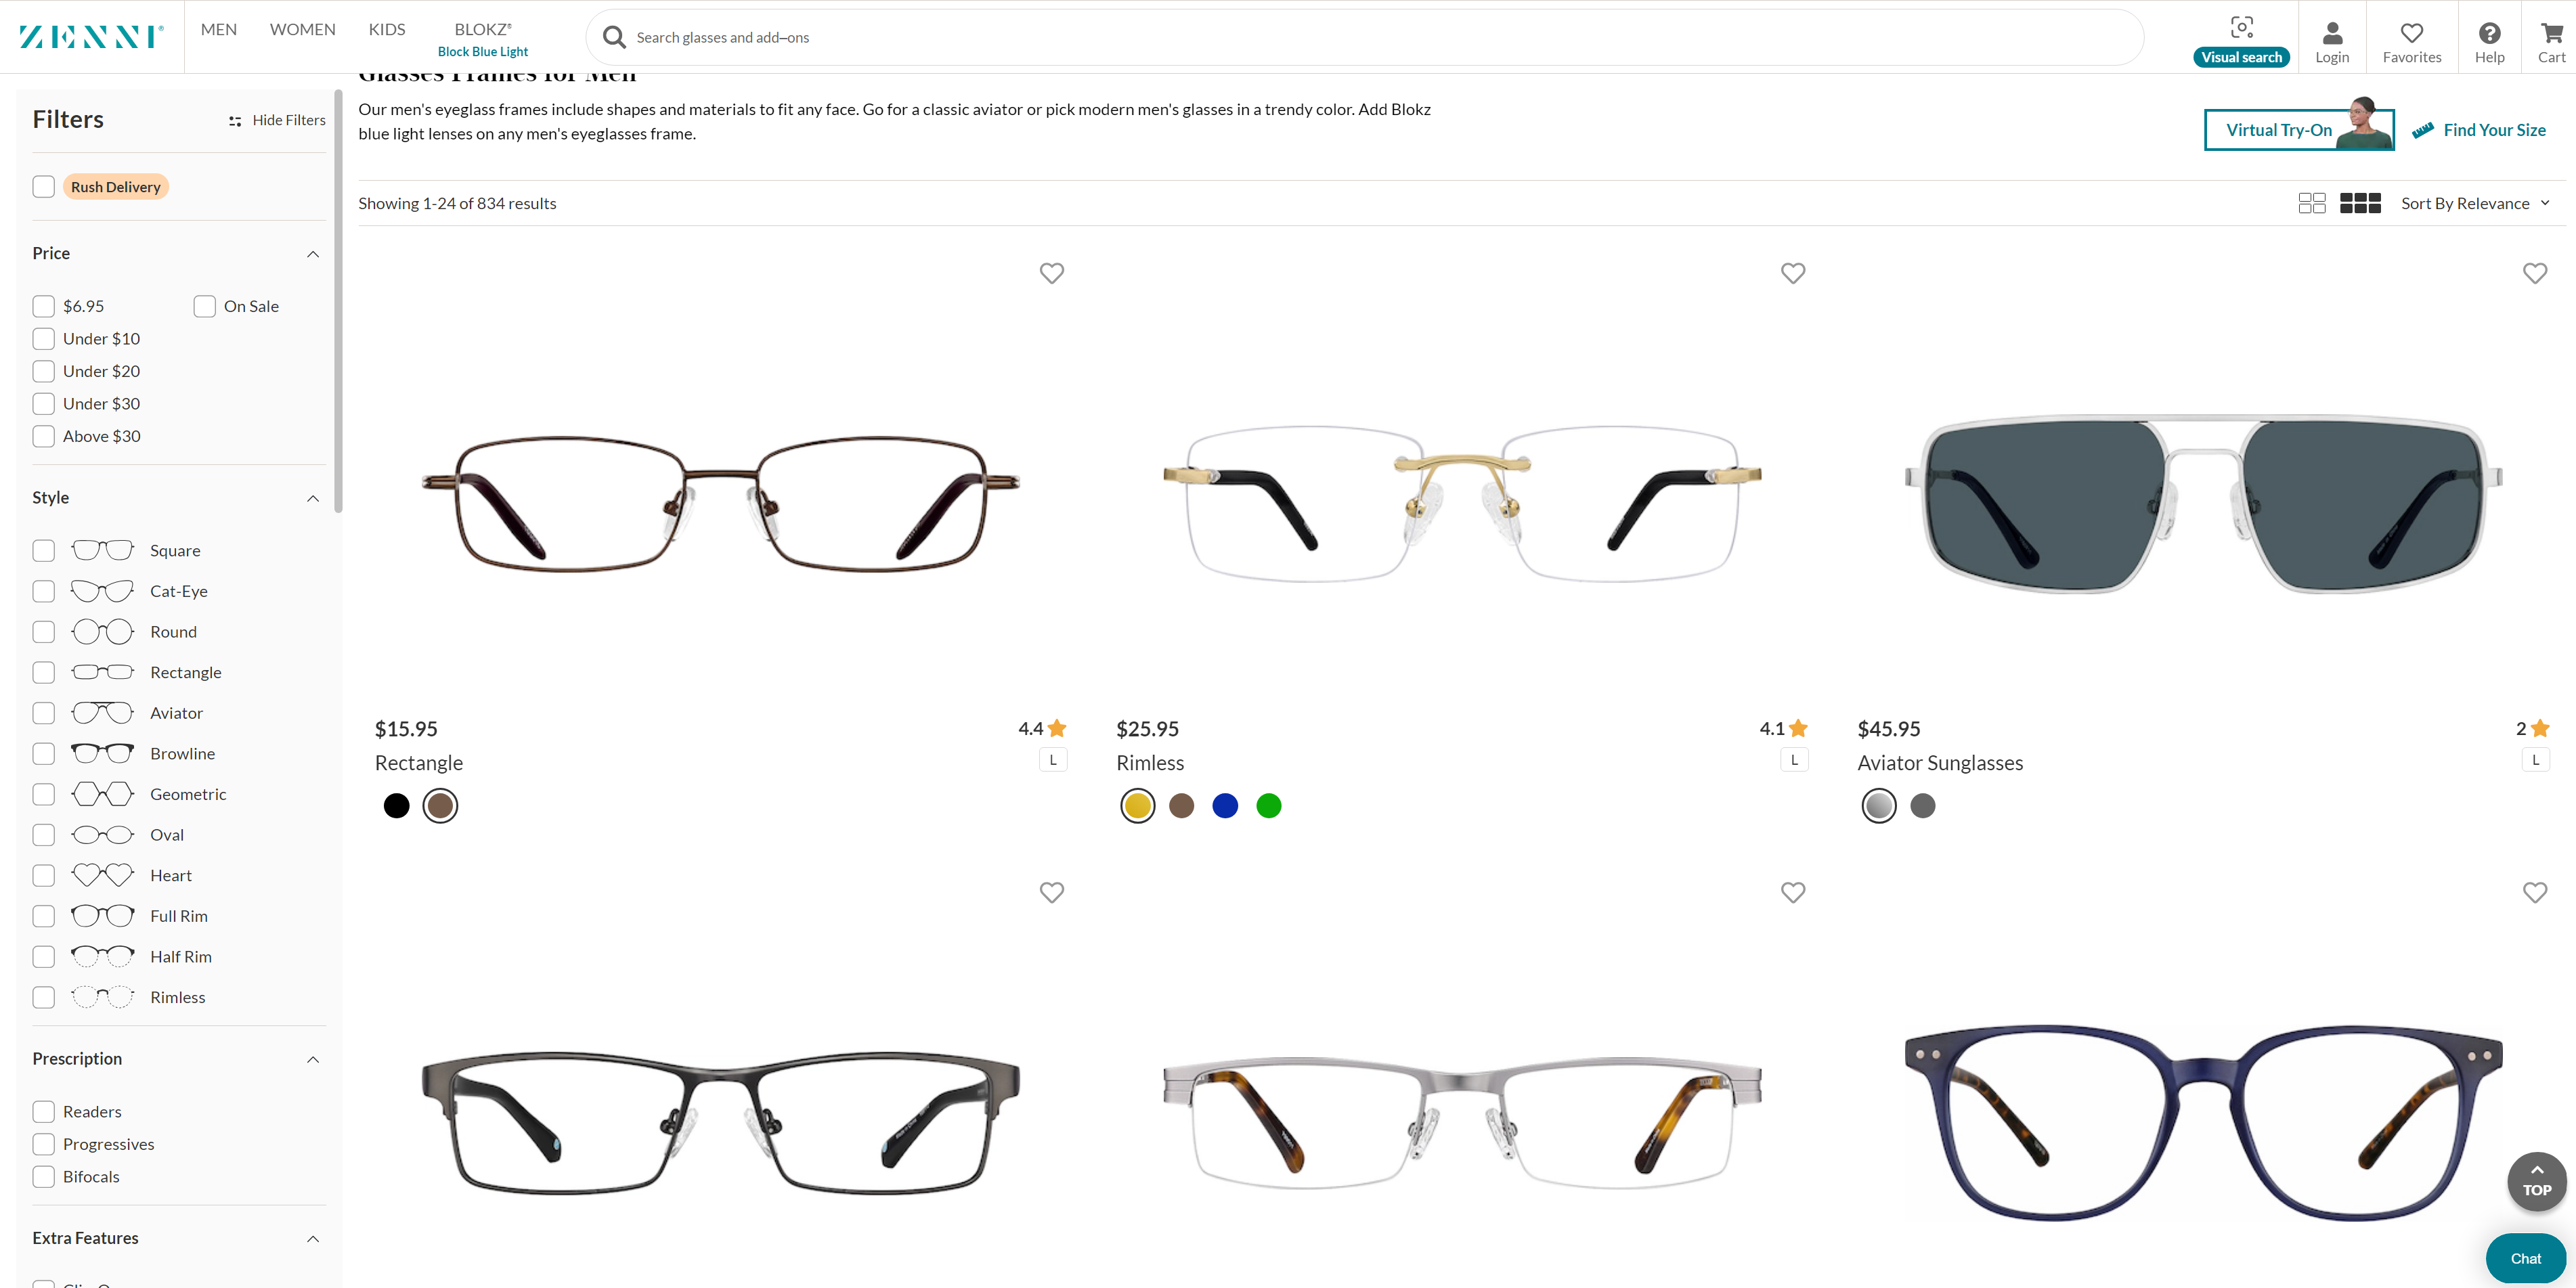 ZENNI®
MEN
WOMEN
KIDS
BLOKZ®
Block Blue Light
Search glasses and add–ons
Visual search
Login
Favorites
Help
Cart
Glasses Frames for Men
Our men's eyeglass frames include shapes and materials to fit any face. Go for a classic aviator or pick modern men's glasses in a trendy color. Add Blokz
blue light lenses on any men's eyeglasses frame.
Virtual Try-On
Find Your Size
Showing 1-24 of 834 results
Sort By Relevance
Filters
Hide Filters
Rush Delivery
Price
$6.95
On Sale
Under $10
Under $20
Under $30
Above $30
Style
Square
Cat-Eye
Round
Rectangle
Aviator
Browline
Geometric
Oval
Heart
Full Rim
Half Rim
Rimless
Prescription
Readers
Progressives
Bifocals
Extra Features
$15.95
4.4
Rectangle
L
$25.95
4.1
Rimless
L
$45.95
2
Aviator Sunglasses
L
TOP
Chat